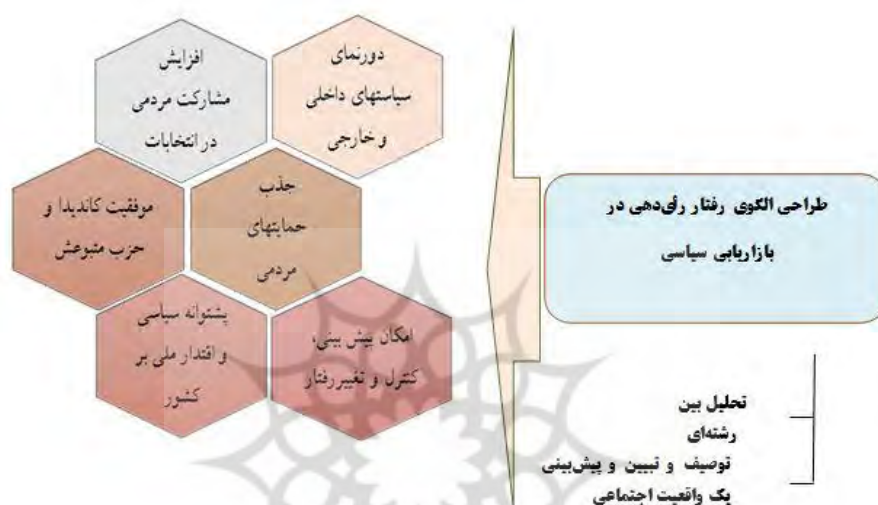 طراحی الگوی رفتار رأی‌دهی در
بازاریابی سیاسی
تحلیل بین
رشته‌ای
توصیف و تبیین و پیش‌بینی
یک واقعیت اجتماعی
دورنمای
سیاستهای داخلی
و خارجی
افزایش
مشارکت مردمی
در انتخابات
جذب
حمایتهای
مردمی
موفقیت کاندیدا و
حزب متبوعش
امکان پیش بینی،
کنترل و تغییر رفتار
پشتوانه سیاسی
و اقتدار ملی بر
کشور